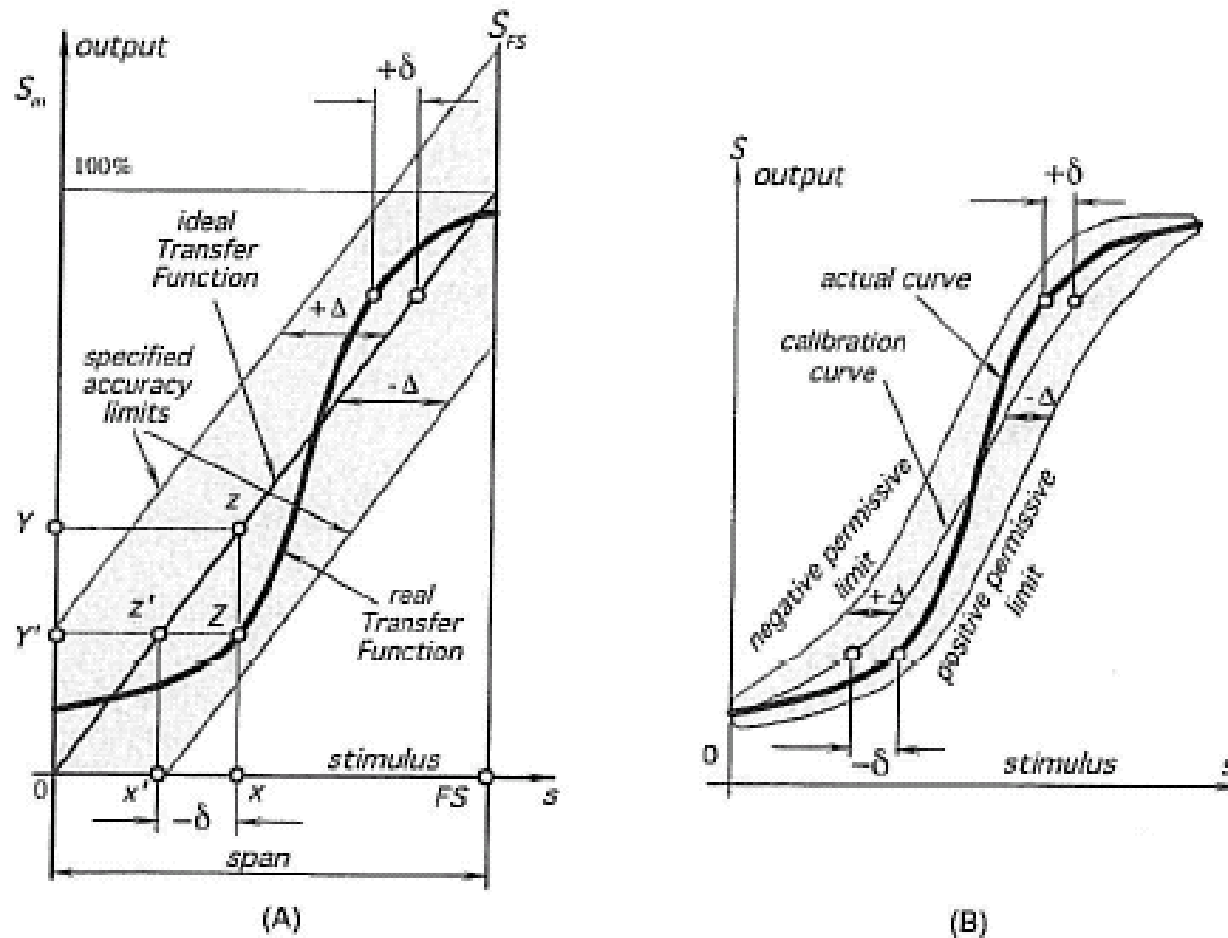 output
S_FS
+δ
S_m
100%
ideal
Transfer
Function
+Δ
specified
accuracy
limits
-Δ
z
Y
z'
Z
Y'
real
Transfer
Function
0
stimulus
x'
x
FS
s
-δ
span
(A)
S
output
+δ
actual curve
calibration
curve
-Δ
negative permissive
limit
+Δ
positive permissive
limit
0
-δ
stimulus
s
(B)